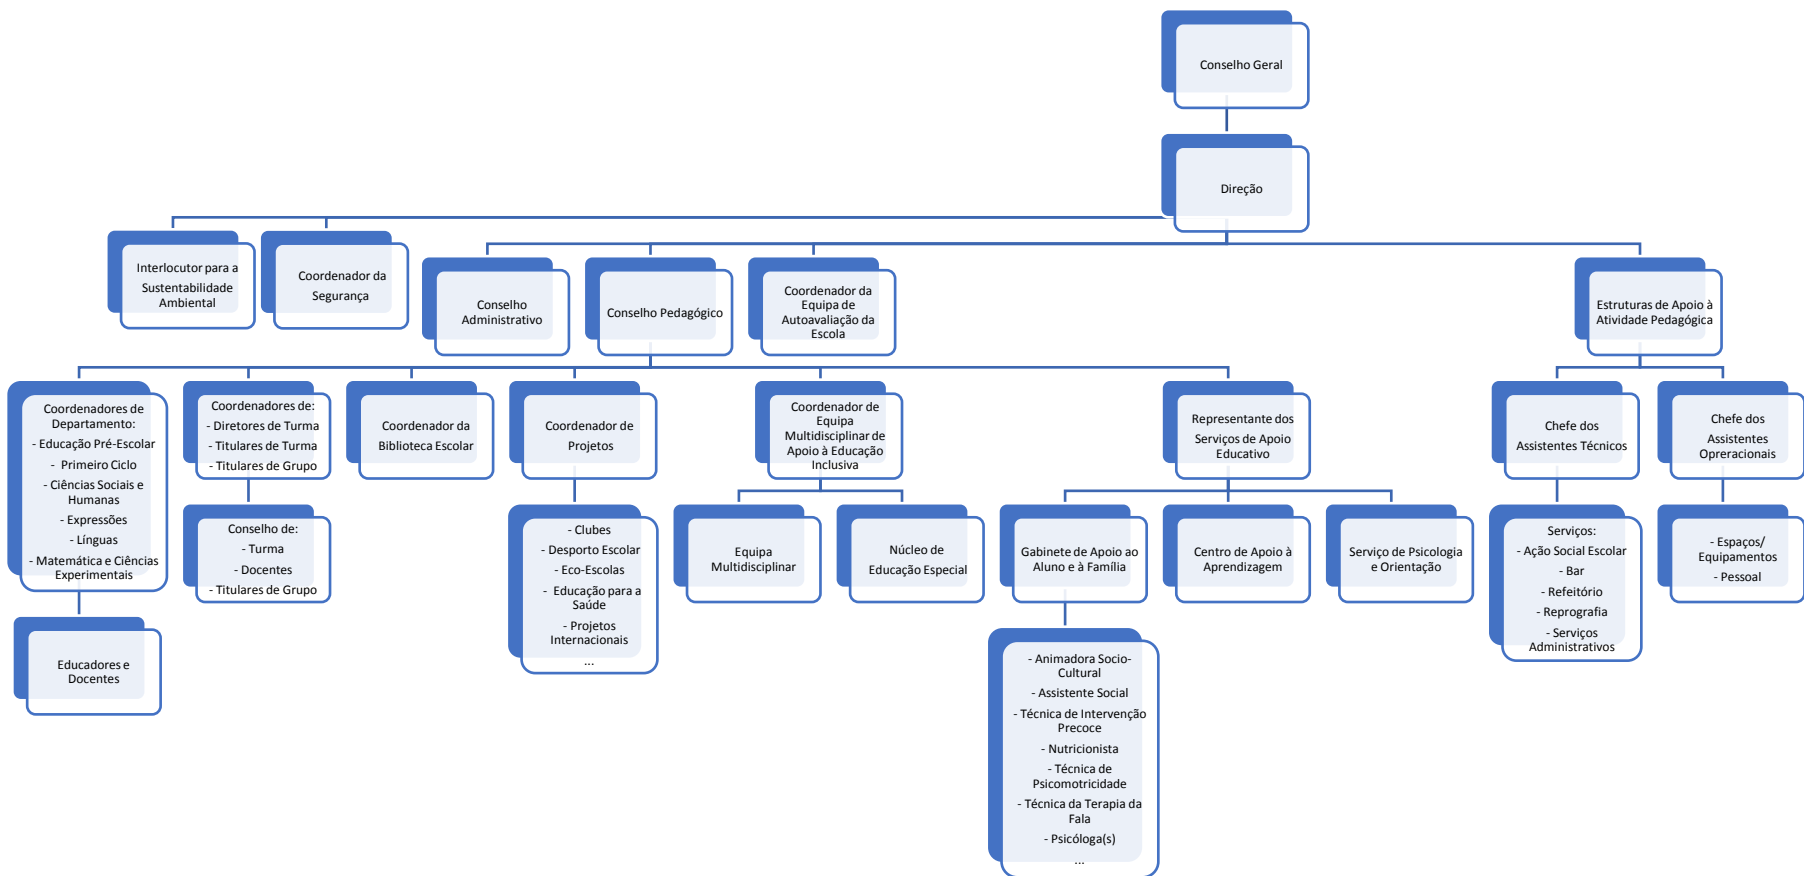 Conselho Geral
Direção
Interlocutor para a
Sustentabilidade
Ambiental
Coordenador da
Segurança
Conselho
Administrativo
Conselho Pedagógico
Coordenador da
Equipa de
Autoavaliação da
Escola
Estruturas de Apoio à
Atividade Pedagógica
Coordenadores de
Departamento:
- Educação Pré-Escolar
- Primeiro Ciclo
- Ciências Sociais e
Humanas
- Expressões
- Línguas
- Matemática e Ciências
Experimentais
Coordenadores de:
- Diretores de Turma
- Titulares de Turma
- Titulares de Grupo
Coordenador da
Biblioteca Escolar
Coordenador de
Projetos
Coordenador de
Equipa
Multidisciplinar de
Apoio à Educação
Inclusiva
Representante dos
Serviços de Apoio
Educativo
Chefe dos
Assistentes Técnicos
Chefe dos
Assistentes
Opreracionais
Educadores e
Docentes
Conselho de:
- Turma
- Docentes
- Titulares de Grupo
- Clubes
- Desporto Escolar
- Eco-Escolas
- Educação para a
Saúde
- Projetos
Internacionais
...
Equipa
Multidisciplinar
Núcleo de
Educação Especial
Gabinete de Apoio ao
Aluno e à Família
Centro de Apoio à
Aprendizagem
Serviço de Psicologia
e Orientação
Serviços:
- Ação Social Escolar
- Bar
- Refeitório
- Reprografia
- Serviços
Administrativos
- Espaços/
Equipamentos
- Pessoal
- Animadora Socio-
Cultural
- Assistente Social
- Técnica de Intervenção
Precoce
- Nutricionista
- Técnica de
Psicomotricidade
- Técnica da Terapia da
Fala
- Psicóloga(s)
...